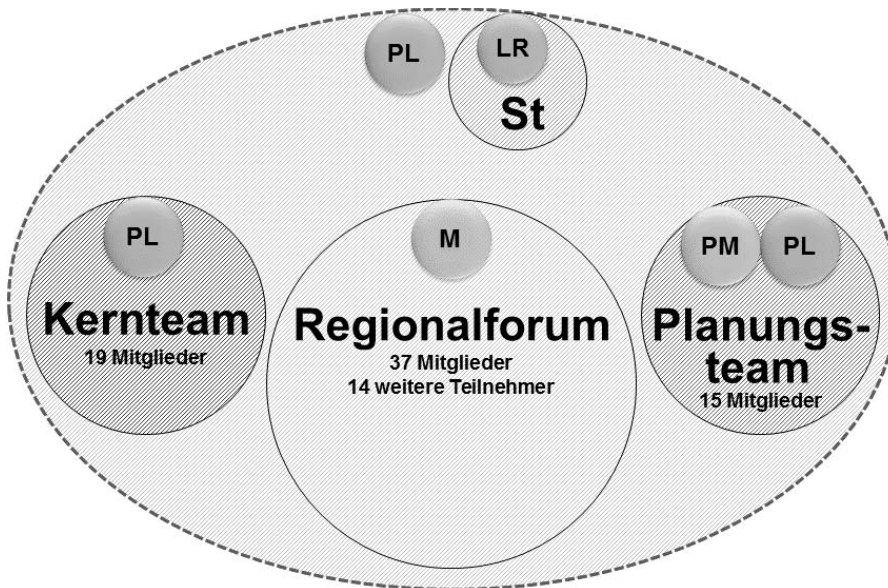 PL
LR
St
PL
Kernteam
19 Mitglieder
M
Regionalforum
37 Mitglieder
14 weitere Teilnehmer
PM
PL
Planungs-
team
15 Mitglieder